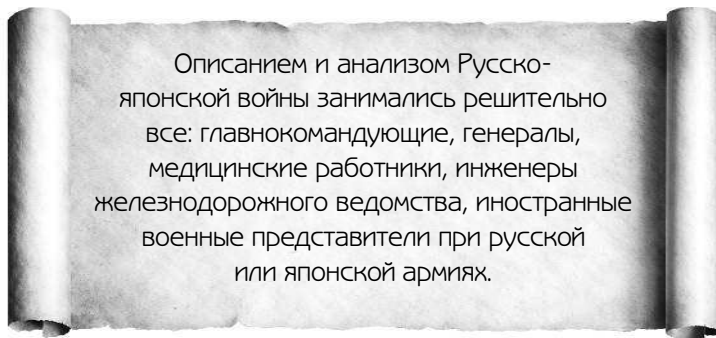 Описанием и анализом Русско-
японской войны занимались решительно
все: главнокомандующие, генералы,
медицинские работники, инженеры
железнодорожного ведомства, иностранные
военные представители при русской
или японской армиях.